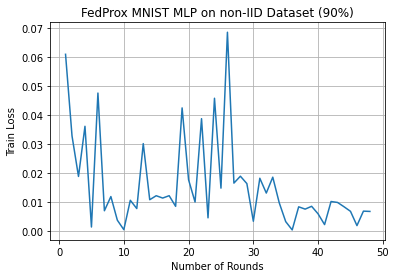 FedProx MNIST MLP on non-IID Dataset (90%)
0.07
0.06
0.05
0.04
0.03
0.02
0.01
0.00
Train Loss
0 10 20 30 40 50
Number of Rounds